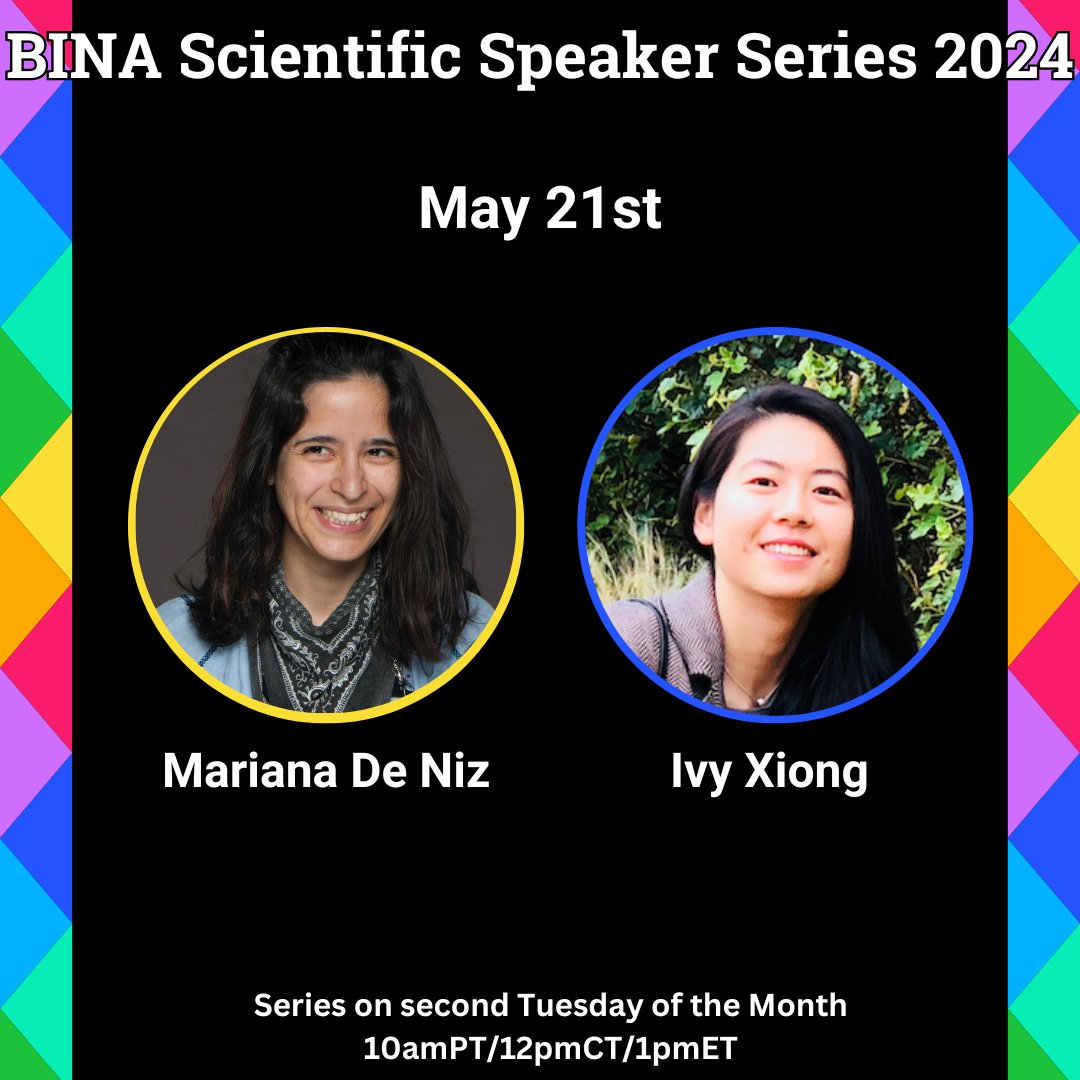 BINA Scientific Speaker Series 2024
May 21st
Mariana De Niz
Ivy Xiong
Series on second Tuesday of the Month
10amPT/12pmCT/1pmET